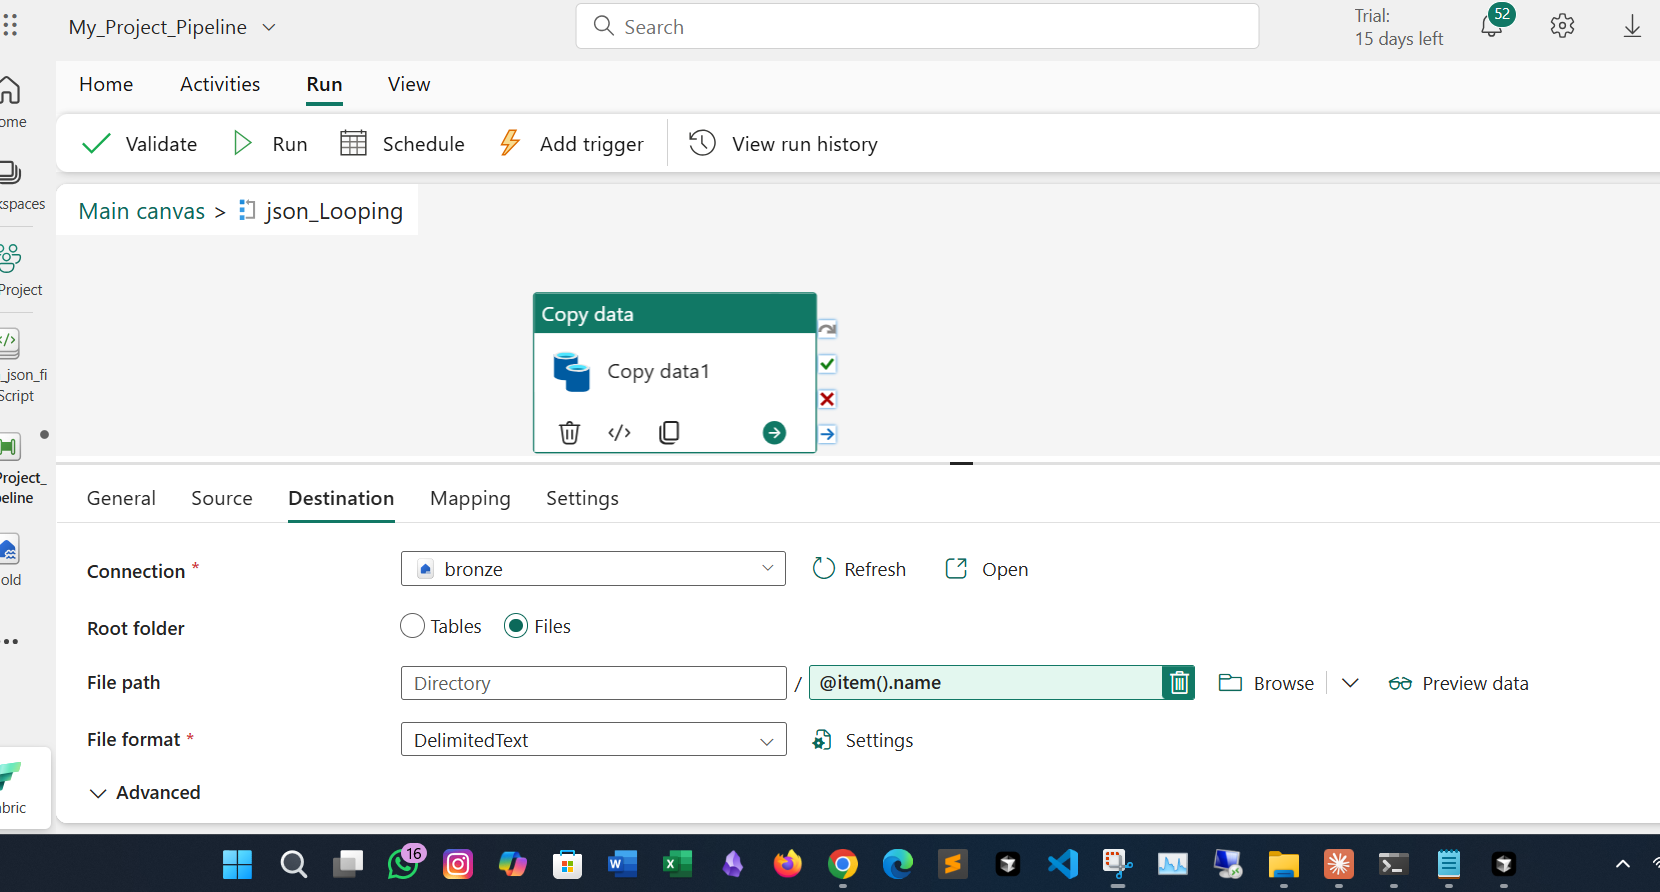 My_Project_Pipeline
Search
Trial:
15 days left
52
Home
Activities
Run
View
ome
Validate
Run
Schedule
Add trigger
View run history
kspaces
Main canvas > json_Looping
Project
Copy data
Copy data1
_json_fi
Script
Project_
eline
old
General
Source
Destination
Mapping
Settings
Connection *
bronze
Refresh
Open
Root folder
Tables
Files
File path
Directory / @item().name
Browse
Preview data
File format *
DelimitedText
Settings
Advanced
abric
16